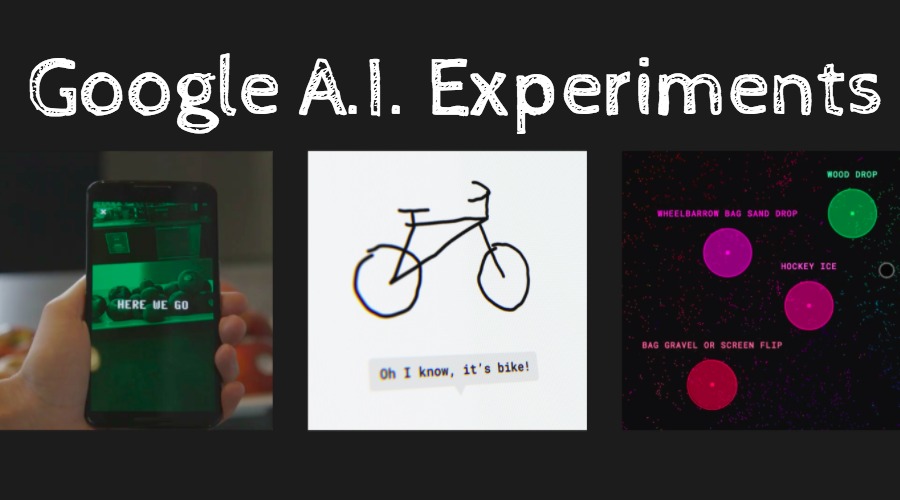 Google A.I. Experiments
HERE WE GO
Oh I know, it's bike!
WOOD DROP
WHEELBARROW BAG SAND DROP
HOCKEY ICE
BAG GRAVEL OR SCREEN FLIP